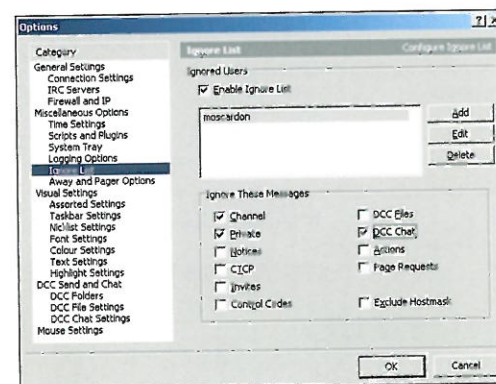 Options
Category
General Settings
Connection Settings
IRC Servers
Firewall and IP
Miscellaneous Options
Time Settings
Scripts and Plugins
System Tray
Logging Options
Ignore List
Away and Pager Options
Visual Settings
Assorted Settings
Taskbar Settings
Nicklist Settings
Font Settings
Colour Settings
Text Settings
Highlight Settings
DCC Send and Chat
DCC Folders
DCC File Settings
DCC Chat Settings
Mouse Settings
Ignore List Configure Ignore List
Ignored Users
Enable Ignore List
moscardon
Add
Edit
Delete
Ignore These Messages
Channel
Private
Notices
CTCP
Invites
Control Codes
DCC Files
DCC Chat
Actions
Page Requests
Exclude Hostmask
OK Cancel